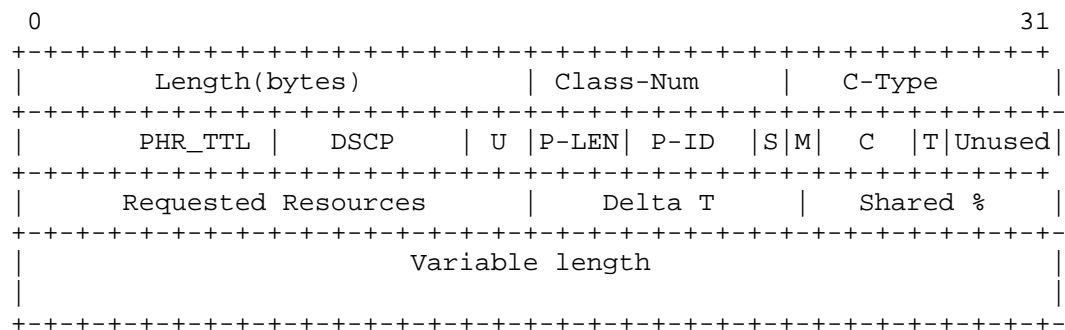 0 31
+-+-+-+-+-+-+-+-+-+-+-+-+-+-+-+-+-+-+-+-+-+-+-+-+-+-+-+-+-+-+-+-+
| Length(bytes) | Class-Num | C-Type |
+-+-+-+-+-+-+-+-+-+-+-+-+-+-+-+-+-+-+-+-+-+-+-+-+-+-+-+-+-+-+-+-+-
| PHR_TTL | DSCP | U |P-LEN| P-ID |S|M| C |T|Unused|
+-+-+-+-+-+-+-+-+-+-+-+-+-+-+-+-+-+-+-+-+-+-+-+-+-+-+-+-+-+-+-+-+
| Requested Resources | Delta T | Shared % |
+-+-+-+-+-+-+-+-+-+-+-+-+-+-+-+-+-+-+-+-+-+-+-+-+-+-+-+-+-+-+-+-+-
| Variable length |
| |
+-+-+-+-+-+-+-+-+-+-+-+-+-+-+-+-+-+-+-+-+-+-+-+-+-+-+-+-+-+-+-+-+-